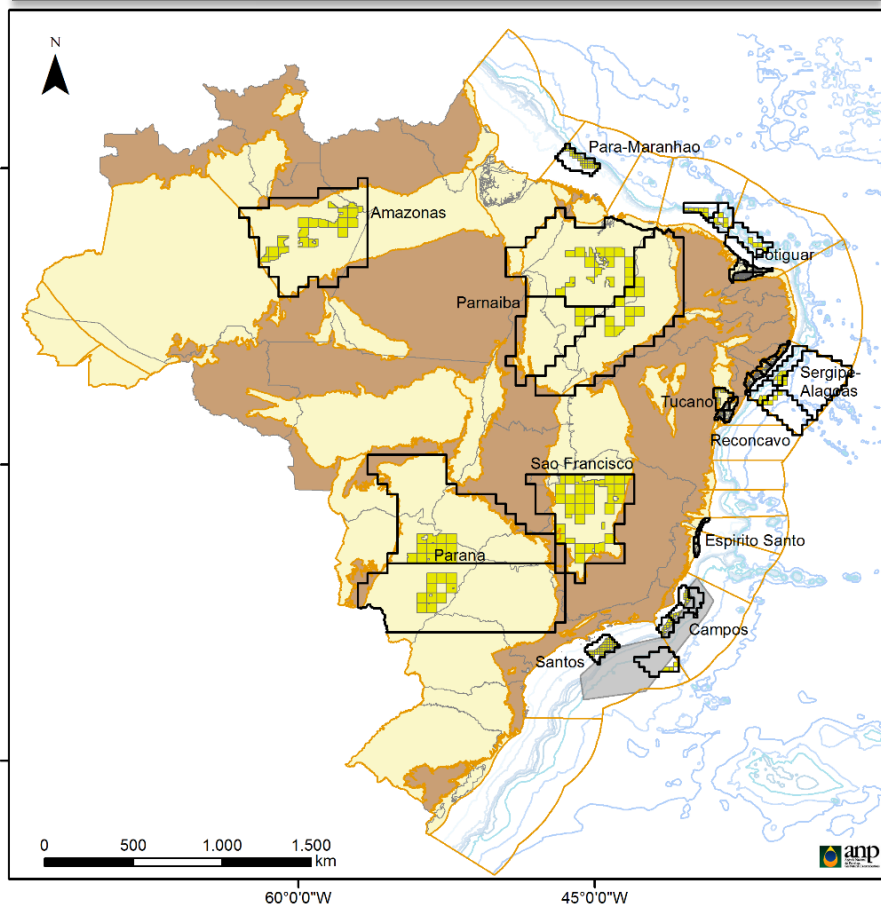 N
Para-Maranhao
Amazonas
Potiguar
Parnaiba
Sergipe-
Alagoas
Tucano
Reconcavo
Sao Francisco
Espirito Santo
Parana
Campos
Santos
0 500 1.000 1.500
km
anp
60°0'0"W 45°0'0"W